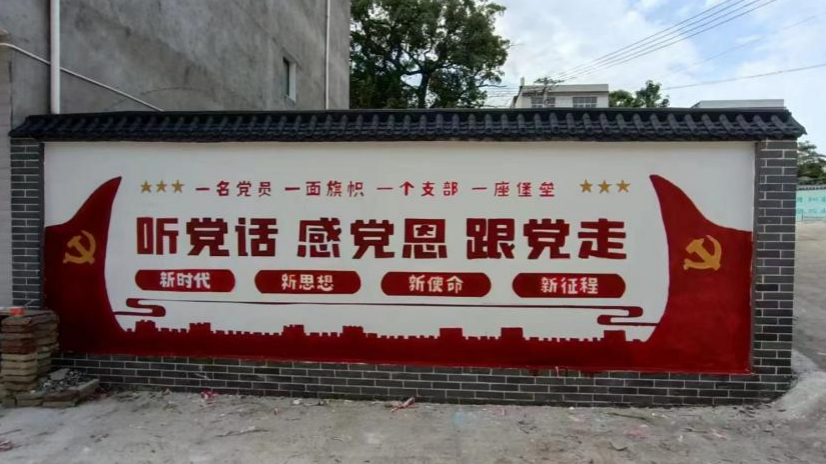 一名党员 一面旗帜 一个支部 一座堡垒
听党话 感党恩 跟党走
新时代 新思想 新使命 新征程